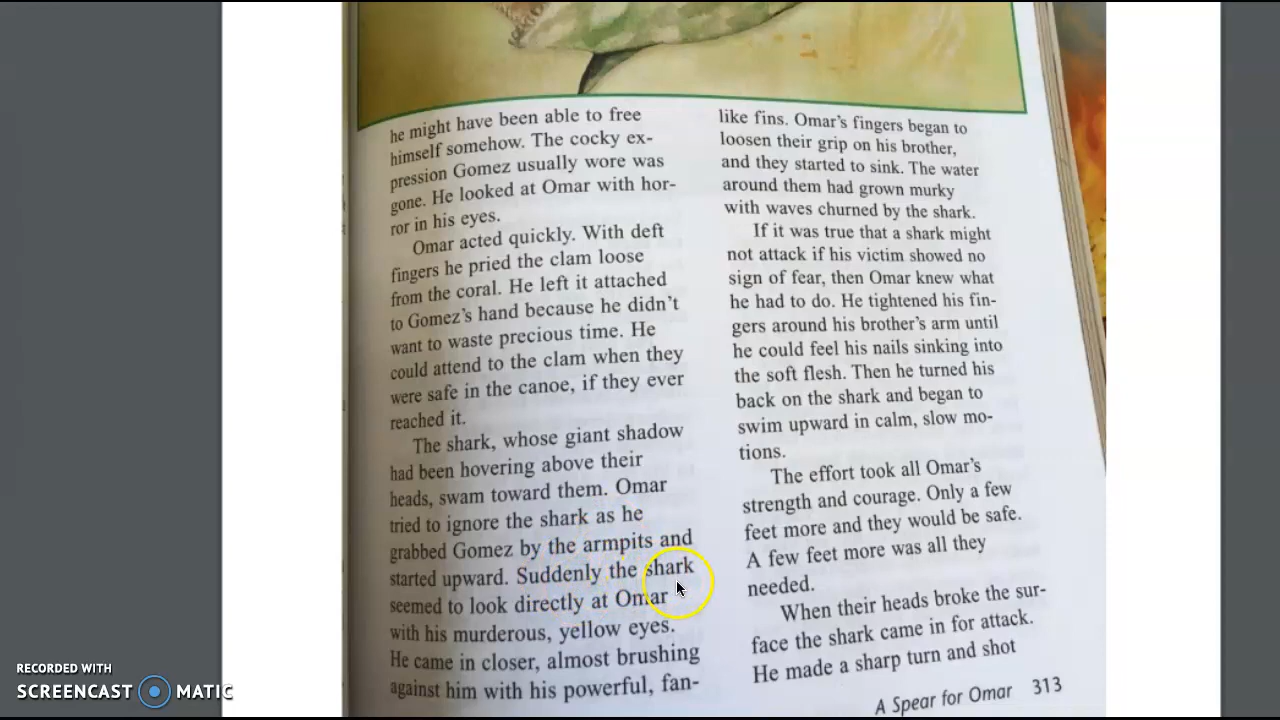 he might have been able to free
himself somehow. The cocky ex-
pression Gomez usually wore was
gone. He looked at Omar with hor-
ror in his eyes.
Omar acted quickly. With deft
fingers he pried the clam loose
from the coral. He left it attached
to Gomez's hand because he didn't
want to waste precious time. He
could attend to the clam when they
were safe in the canoe, if they ever
reached it.
The shark, whose giant shadow
had been hovering above their
heads, swam toward them. Omar
tried to ignore the shark as he
grabbed Gomez by the armpits and
started upward. Suddenly the shark
seemed to look directly at Omar
with his murderous, yellow eyes.
He came in closer, almost brushing
against him with his powerful, fan-
like fins. Omar's fingers began to
loosen their grip on his brother,
and they started to sink. The water
around them had grown murky
with waves churned by the shark.
If it was true that a shark might
not attack if his victim showed no
sign of fear, then Omar knew what
he had to do. He tightened his fin-
gers around his brother's arm until
he could feel his nails sinking into
the soft flesh. Then he turned his
back on the shark and began to
swim upward in calm, slow mo-
tions.
The effort took all Omar's
strength and courage. Only a few
feet more and they would be safe.
A few feet more was all they
needed.
When their heads broke the sur-
face the shark came in for attack.
He made a sharp turn and shot
A Spear for Omar 313
RECORDED WITH
SCREENCAST MATIC